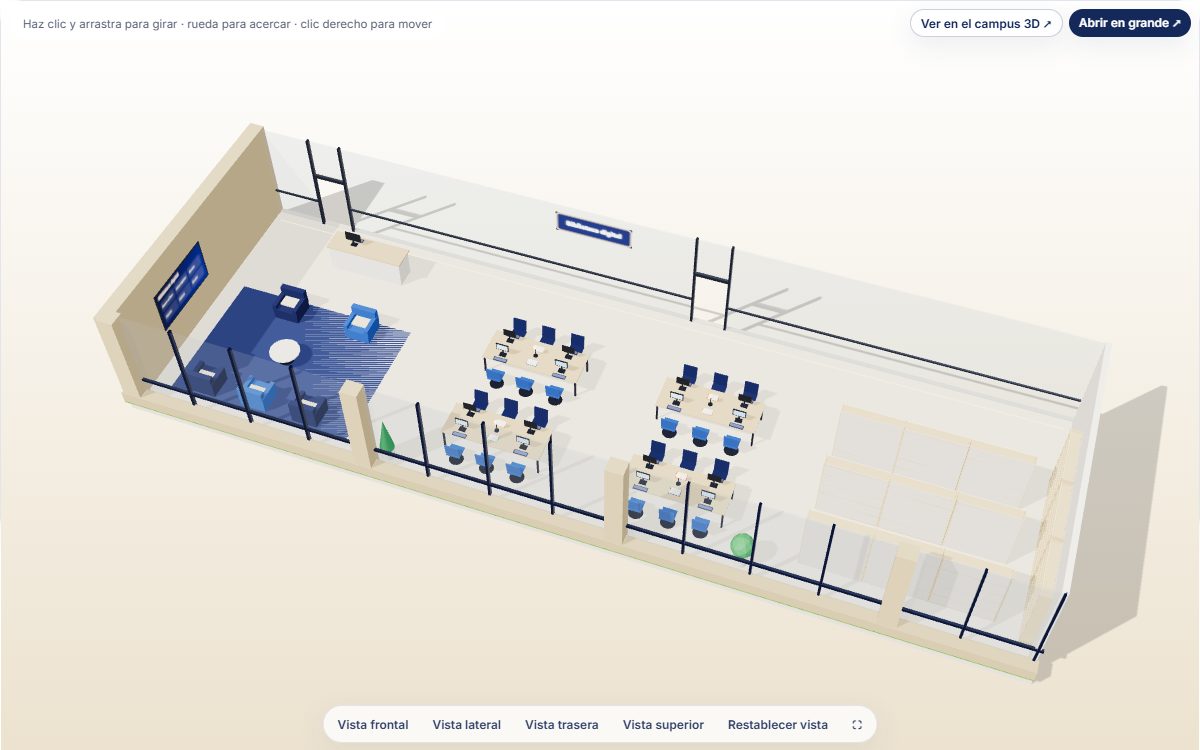 Haz clic y arrastra para girar · rueda para acercar · clic derecho para mover
Ver en el campus 3D ↗
Abrir en grande ↗
Vista frontal
Vista lateral
Vista trasera
Vista superior
Restablecer vista